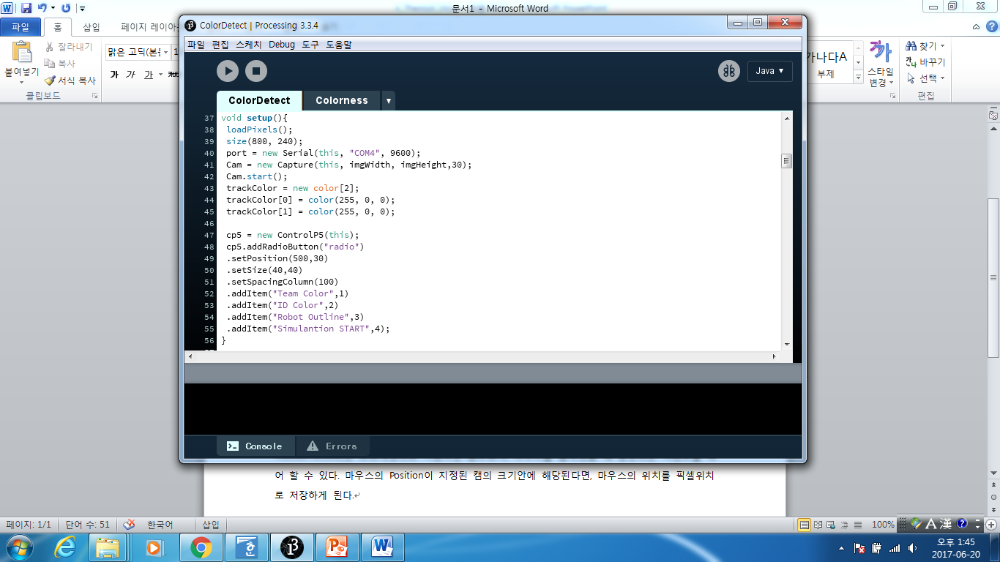 문서1 - Microsoft Word
파일 홈 삽입
잘라내기
복사
서식 복사
붙여넣기
클립보드
맑은 고딕(본문
가 가 가
ColorDetect | Processing 3.3.4
파일 편집 스케치 Debug 도구 도움말
Java ▼
ColorDetect Colorness ▼
37 void setup(){
38 loadPixels();
39 size(800, 240);
40 port = new Serial(this, "COM4", 9600);
41 Cam = new Capture(this, imgWidth, imgHeight,30);
42 Cam.start();
43 trackColor = new color[2];
44 trackColor[0] = color(255, 0, 0);
45 trackColor[1] = color(255, 0, 0);
46
47 cp5 = new ControlP5(this);
48 cp5.addRadioButton("radio")
49 .setPosition(500,30)
50 .setSize(40,40)
51 .setSpacingColumn(100)
52 .addItem("Team Color",1)
53 .addItem("ID Color",2)
54 .addItem("Robot Outline",3)
55 .addItem("Simulantion START",4);
56 }
Console Errors
가나다A
부제
스타일
변경
찾기
바꾸기
선택
편집
어 할 수 있다. 마우스의 Position이 지정된 캠의 크기안에 해당된다면, 마우스의 위치를 픽셀위치
로 저장하게 된다.
페이지: 1/1 단어 수: 51 한국어 삽입 100% A 漢
오후 1:45
2017-06-20